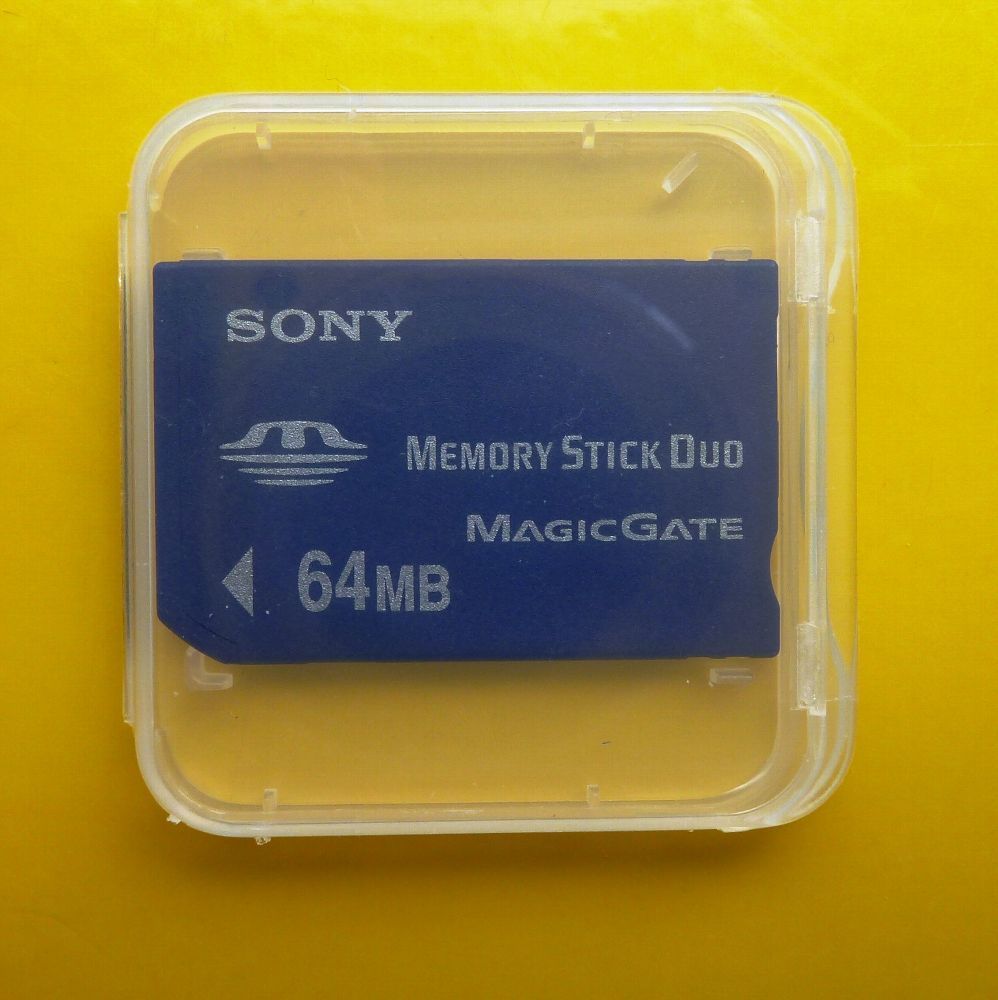 SONY
MEMORY STICK DUO
MAGICGATE
64MB